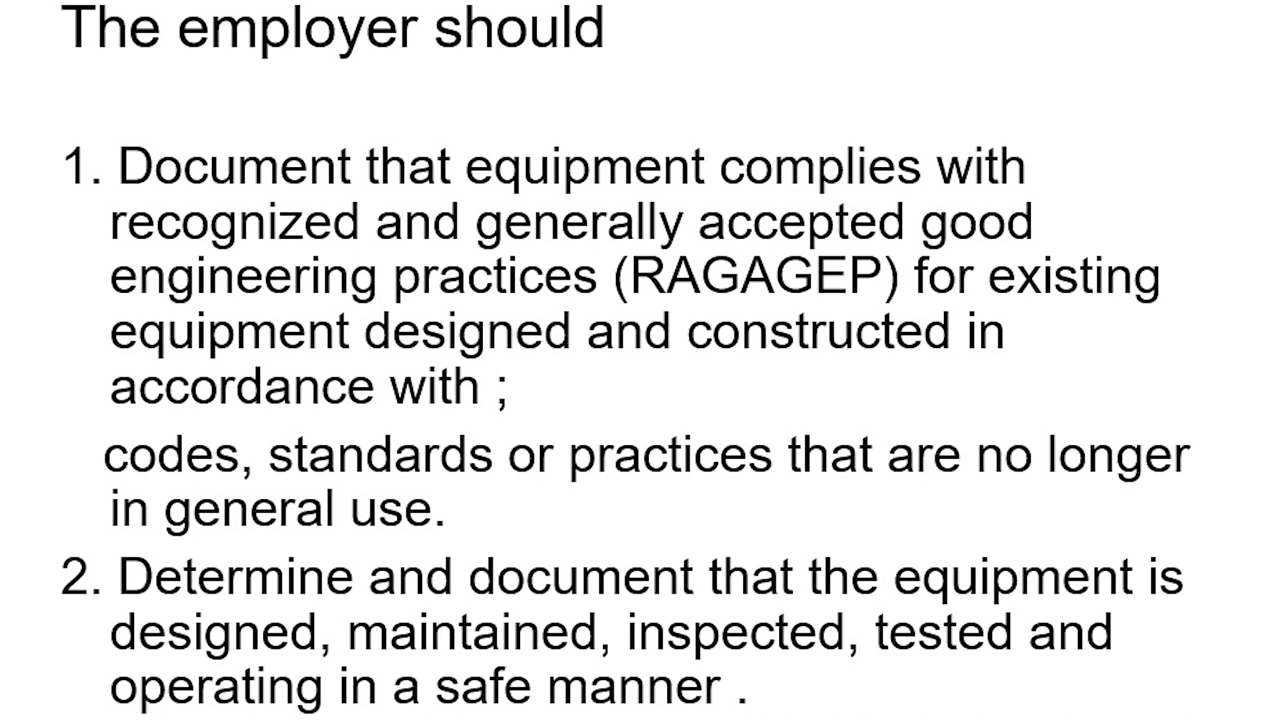 The employer should
1. Document that equipment complies with
recognized and generally accepted good
engineering practices (RAGAGEP) for existing
equipment designed and constructed in
accordance with ;
codes, standards or practices that are no longer
in general use.
2. Determine and document that the equipment is
designed, maintained, inspected, tested and
operating in a safe manner .